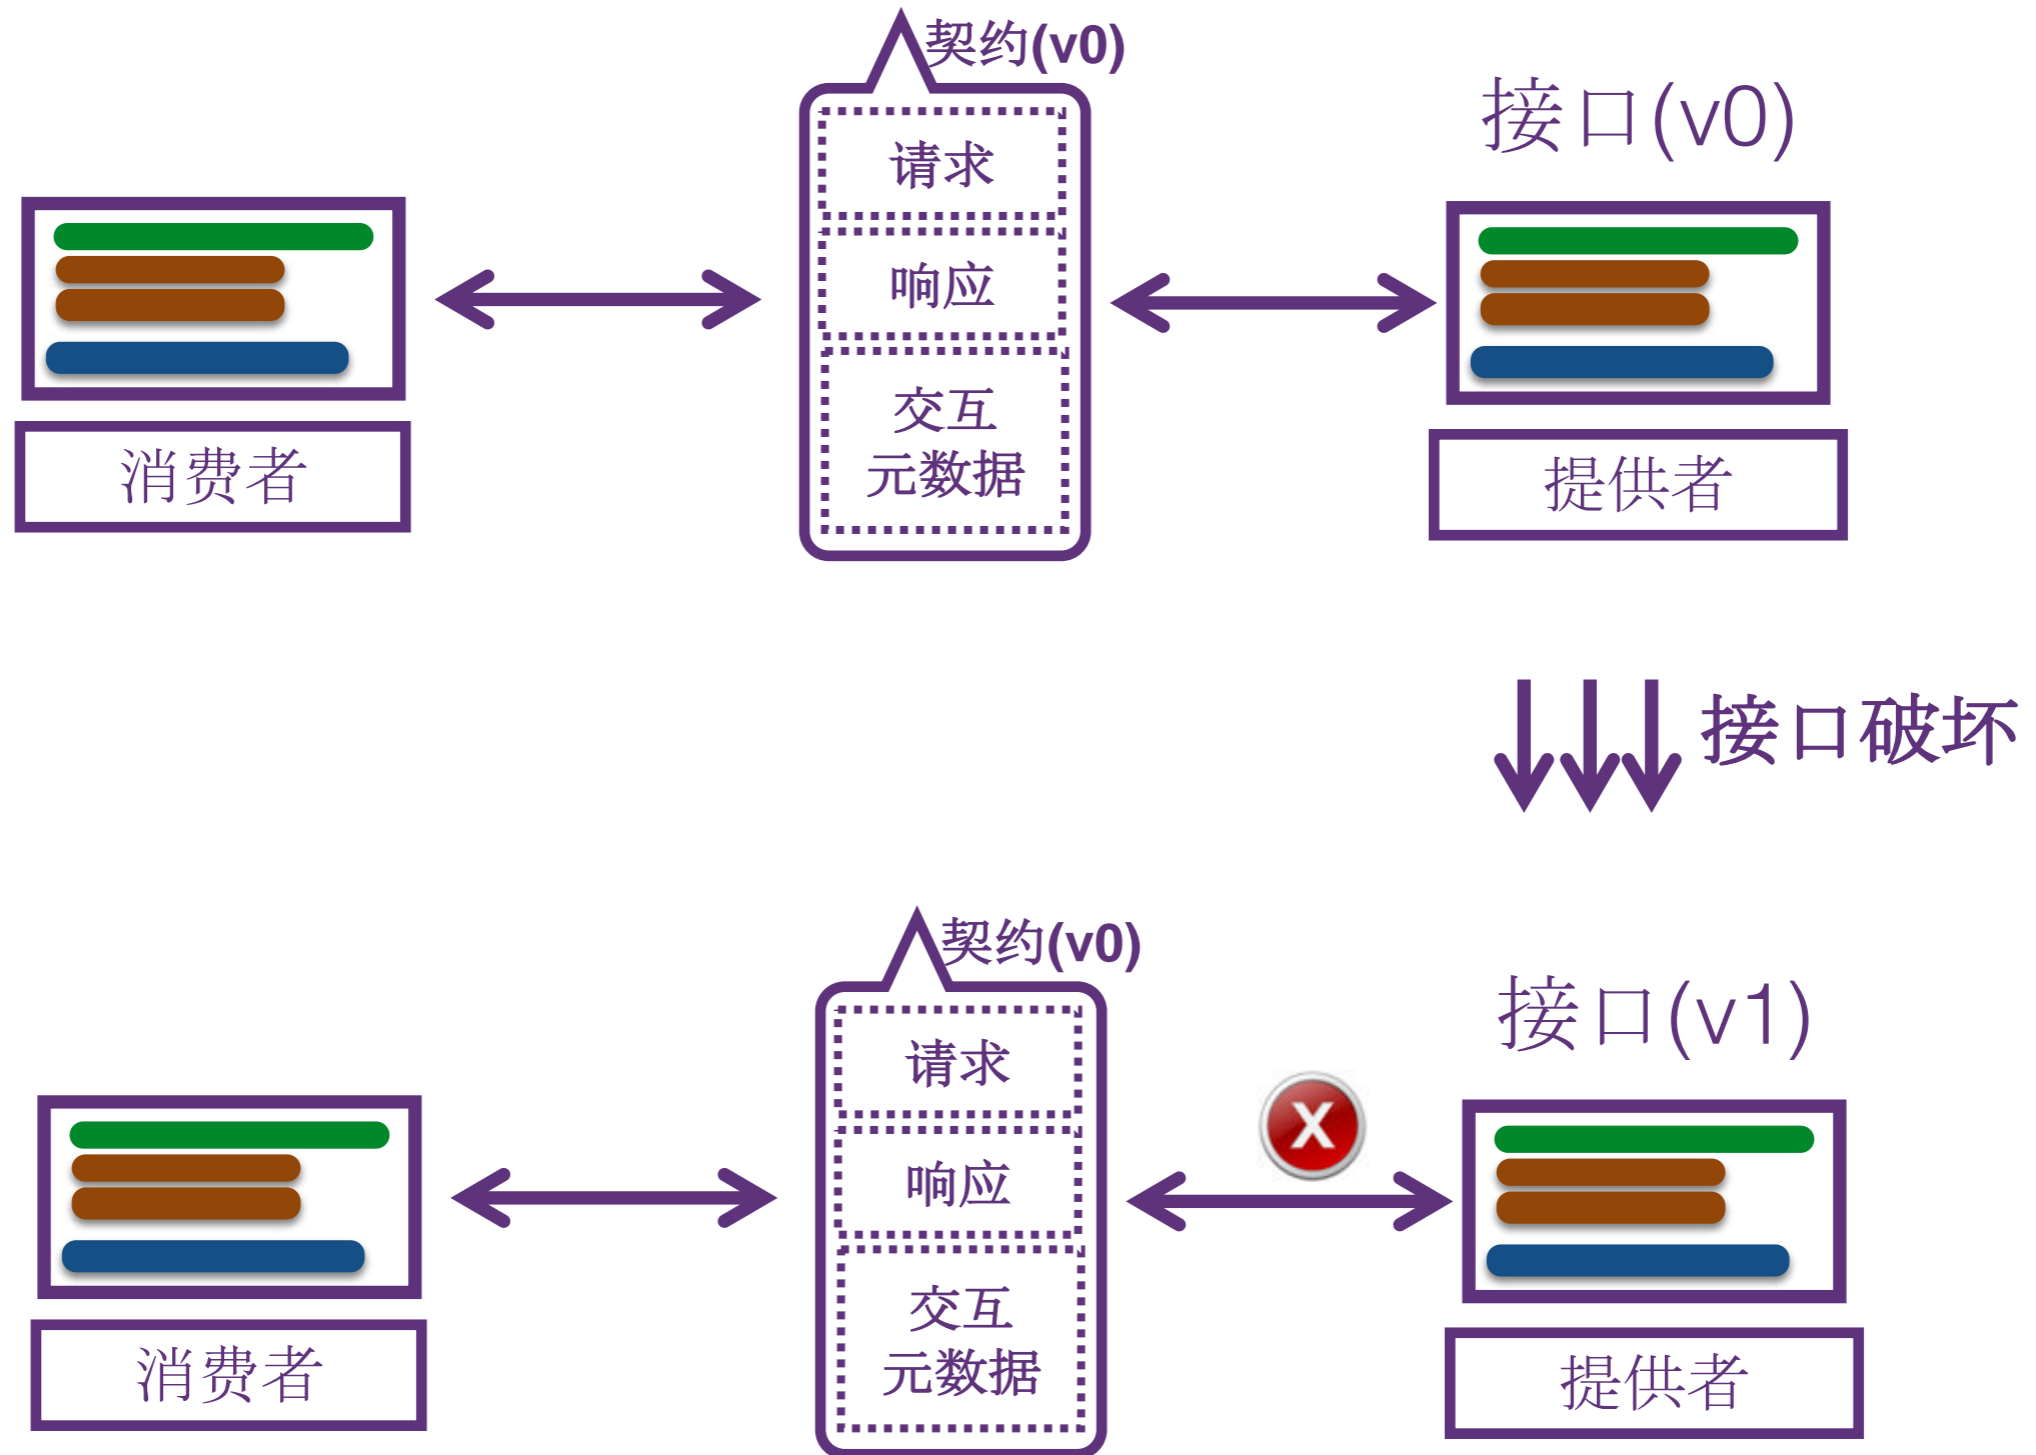 契约(v0)
接口(v0)
请求
响应
交互
元数据
消费者
提供者
接口破坏
契约(v0)
接口(v1)
请求
X
响应
交互
元数据
消费者
提供者